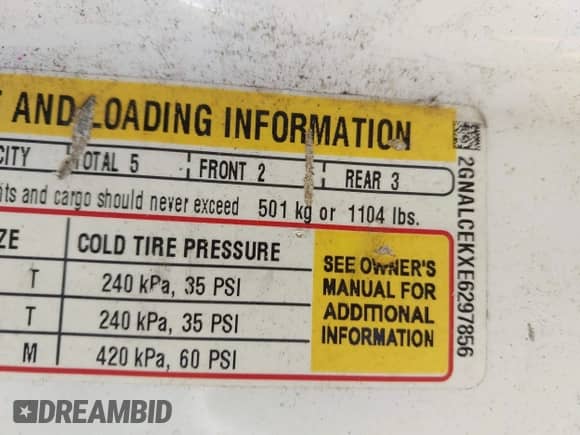 AND LOADING INFORMATION
CITY TOTAL 5 FRONT 2 REAR 3
nts and cargo should never exceed 501 kg or 1104 lbs.
ZE COLD TIRE PRESSURE
T 240 kPa, 35 PSI
T 240 kPa, 35 PSI
M 420 kPa, 60 PSI
SEE OWNER'S
MANUAL FOR
ADDITIONAL
INFORMATION
2GNALCEKXE6297856
DREAMBID